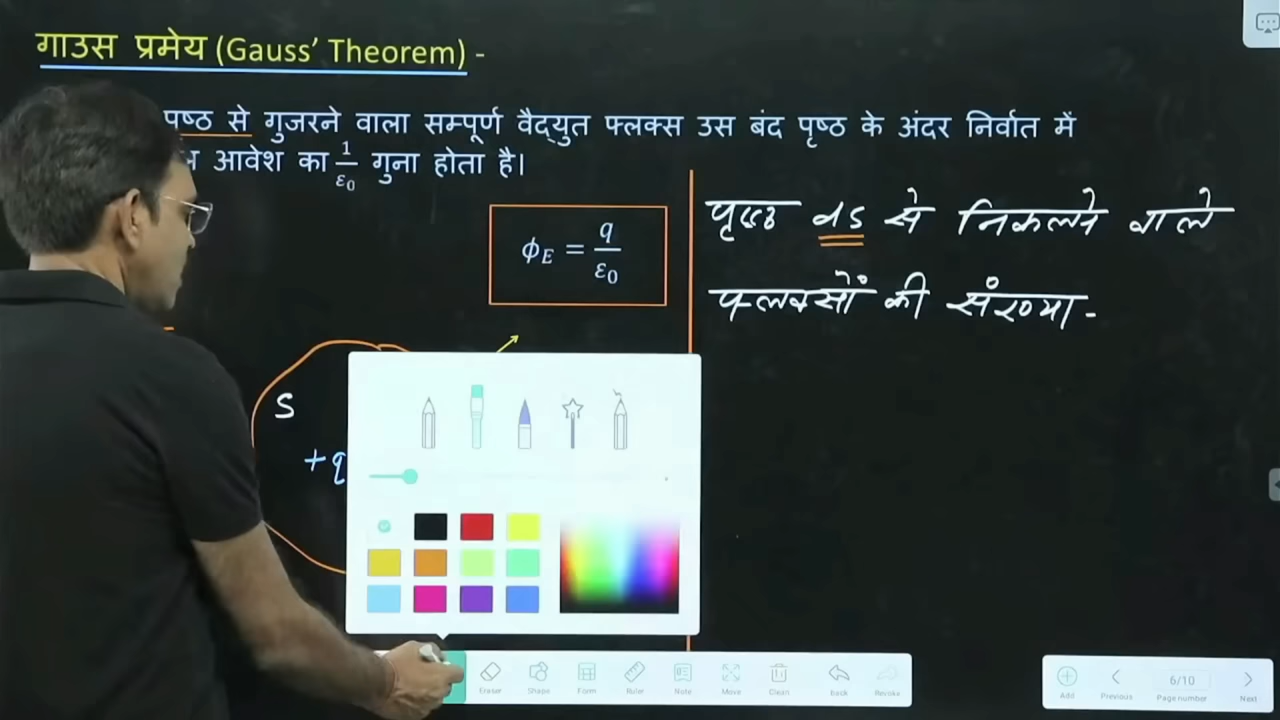 गाउस प्रमेय (Gauss’ Theorem) -
पृष्ठ से गुजरने वाला सम्पूर्ण वैद्युत फ्लक्स उस बंद पृष्ठ के अंदर निर्वात में
आवेश का 1/ε₀ गुना होता है।
ϕ_E = q/ε₀
पृष्ठ ds से निकलने वाले
फ्लक्सों की संख्या-
S
+q
Eraser Shape Form Ruler Note Move Clean Back Revoke
Add Previous 6/10 Page number Next